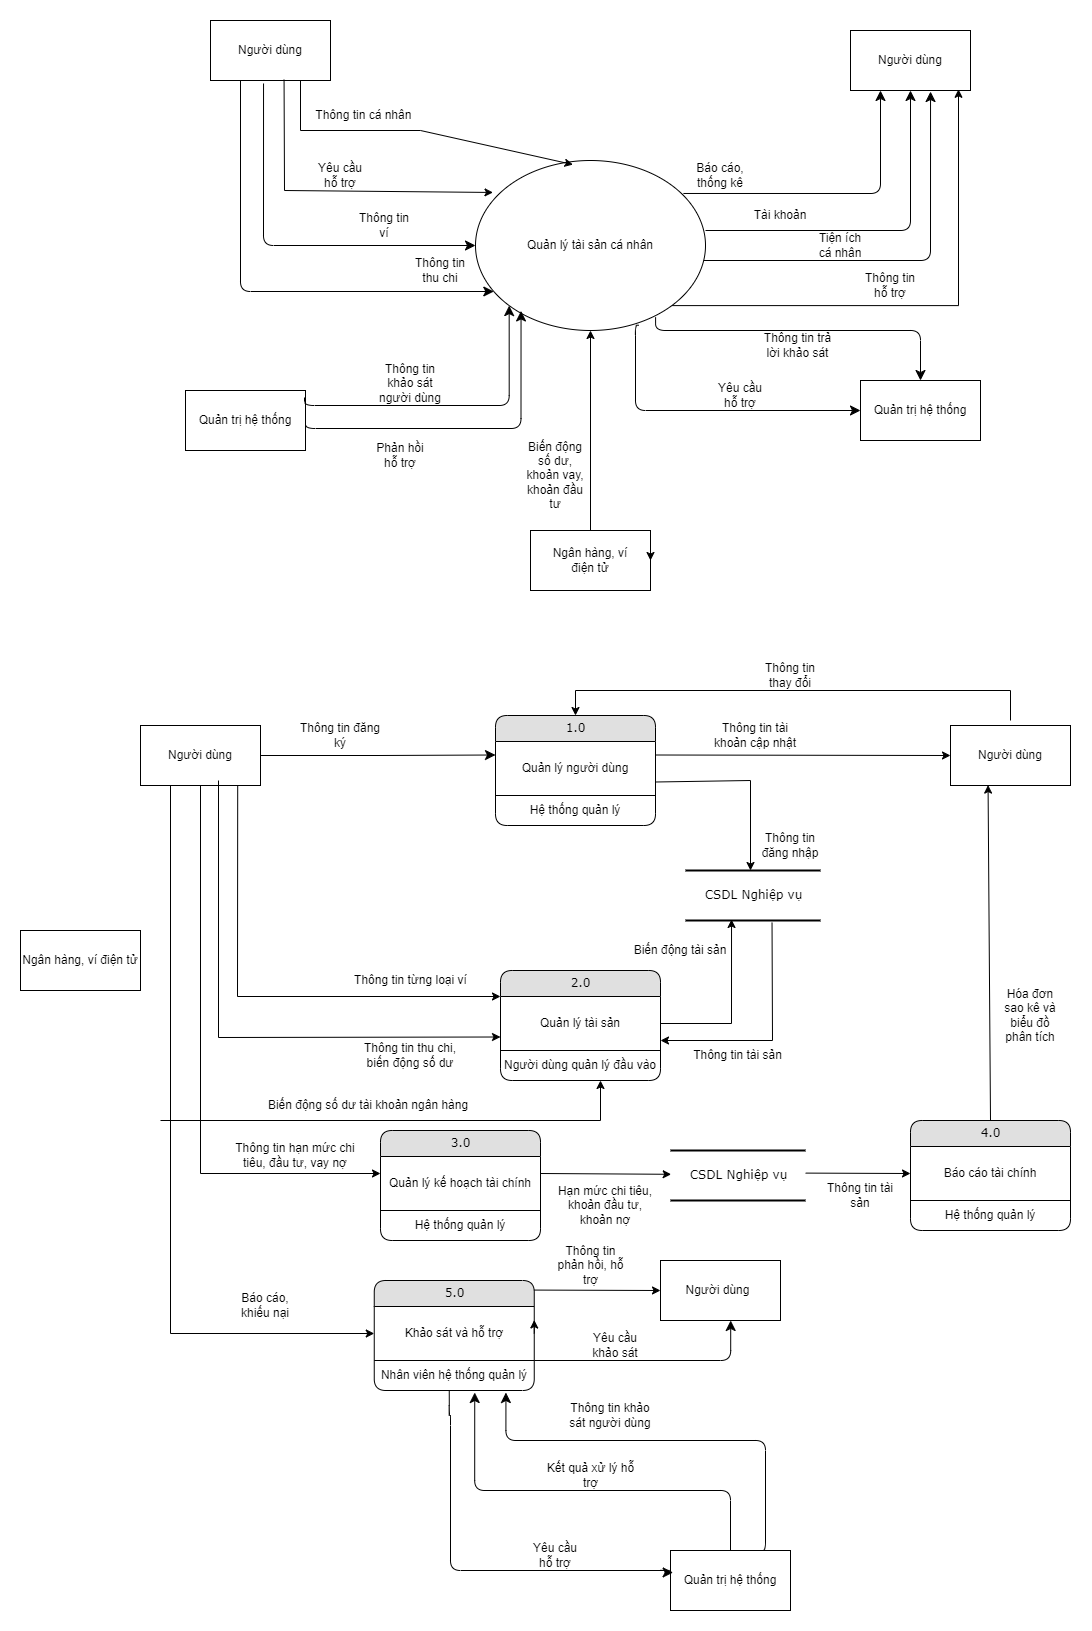 Người dùng
Người dùng
Thông tin cá nhân
Yêu cầu
hỗ trợ
Báo cáo,
thống kê
Thông tin
ví
Tài khoản
Quản lý tài sản cá nhân
Tiện ích
cá nhân
Thông tin
thu chi
Thông tin
hỗ trợ
Thông tin trả
lời khảo sát
Thông tin
khảo sát
người dùng
Yêu cầu
hỗ trợ
Quản trị hệ thống
Quản trị hệ thống
Phản hồi
hỗ trợ
Biến động
số dư,
khoản vay,
khoản đầu
tư
Ngân hàng, ví
điện tử
Thông tin
thay đổi
Thông tin đăng
ký
1.0
Thông tin tài
khoản cập nhật
Người dùng
Người dùng
Quản lý người dùng
Hệ thống quản lý
Thông tin
đăng nhập
CSDL Nghiệp vụ
Ngân hàng, ví điện tử
Biến động tài sản
Thông tin từng loại ví
2.0
Hóa đơn
sao kê và
biểu đồ
phân tích
Quản lý tài sản
Thông tin thu chi,
biến động số dư
Thông tin tài sản
Người dùng quản lý đầu vào
Biến động số dư tài khoản ngân hàng
3.0
4.0
Thông tin hạn mức chi
tiêu, đầu tư, vay nợ
Quản lý kế hoạch tài chính
CSDL Nghiệp vụ
Báo cáo tài chính
Hạn mức chi tiêu,
khoản đầu tư,
khoản nợ
Thông tin tài
sản
Hệ thống quản lý
Hệ thống quản lý
Thông tin
phản hồi, hỗ
trợ
Báo cáo,
khiếu nại
5.0
Người dùng
Khảo sát và hỗ trợ
Yêu cầu
khảo sát
Nhân viên hệ thống quản lý
Thông tin khảo
sát người dùng
Kết quả xử lý hỗ
trợ
Yêu cầu
hỗ trợ
Quản trị hệ thống